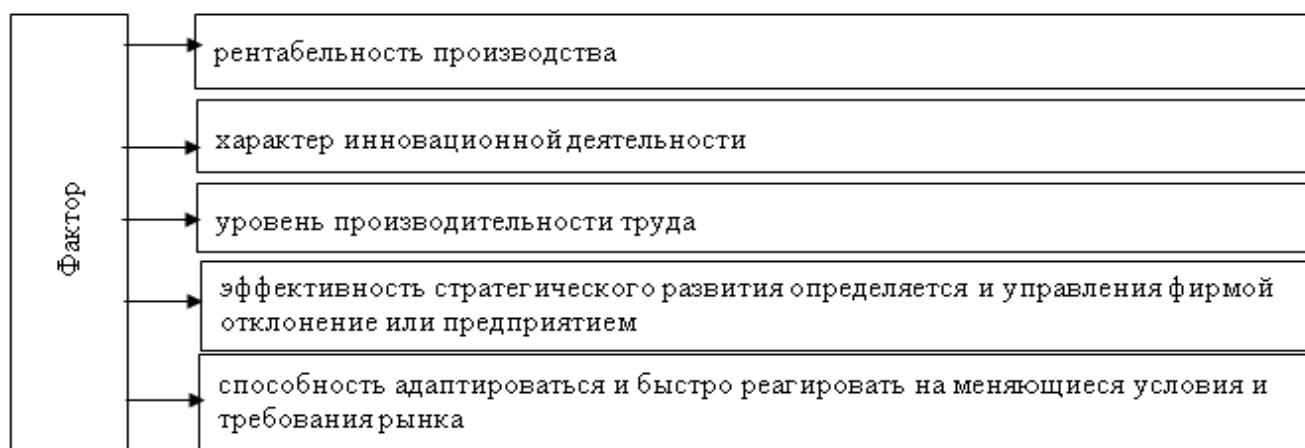 Фактор
рентабельность производства
характер инновационной деятельности
уровень производительности труда
эффективность стратегического развития определяется и управления фирмой
отклонение или предприятием
способность адаптироваться и быстро реагировать на меняющиеся условия и
требования рынка